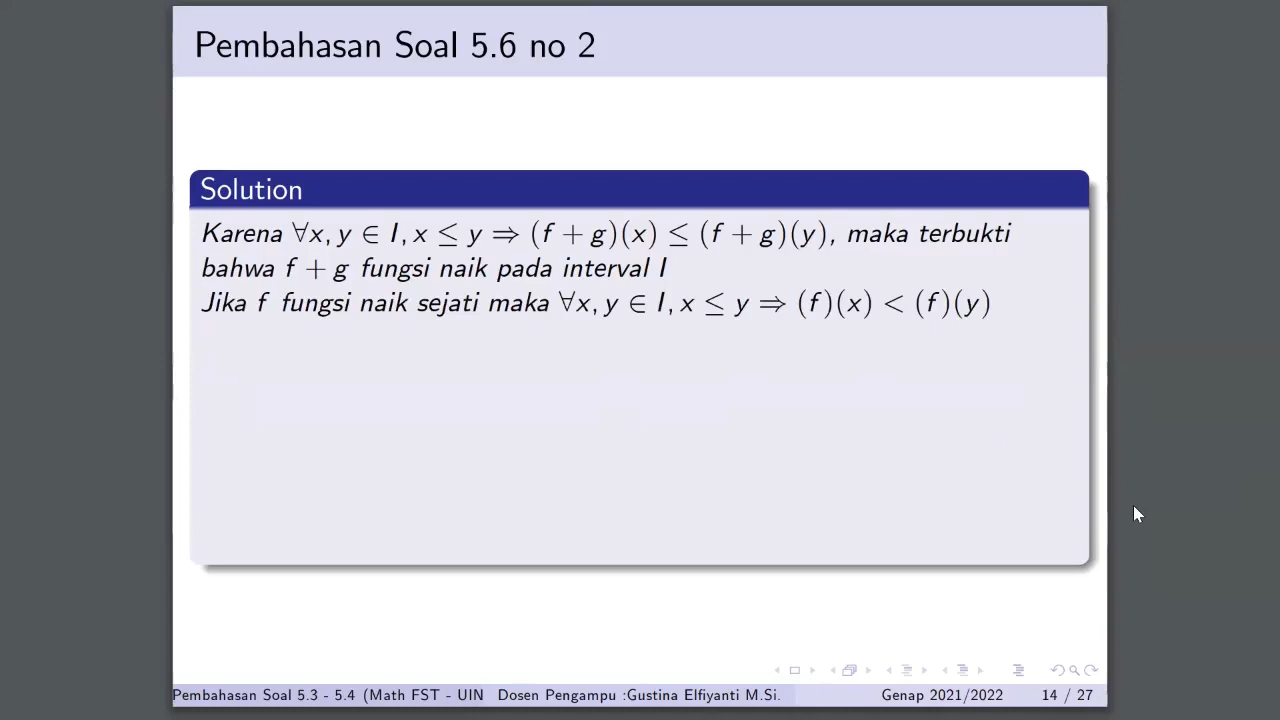 Pembahasan Soal 5.6 no 2
Solution
Karena ∀x, y ∈ I, x ≤ y ⇒ (f + g)(x) ≤ (f + g)(y), maka terbukti
bahwa f + g fungsi naik pada interval I
Jika f fungsi naik sejati maka ∀x, y ∈ I, x ≤ y ⇒ (f)(x) < (f)(y)
Pembahasan Soal 5.3 - 5.4 (Math FST - UIN Dosen Pengampu :Gustina Elfiyanti M.Si. Genap 2021/2022 14 / 27